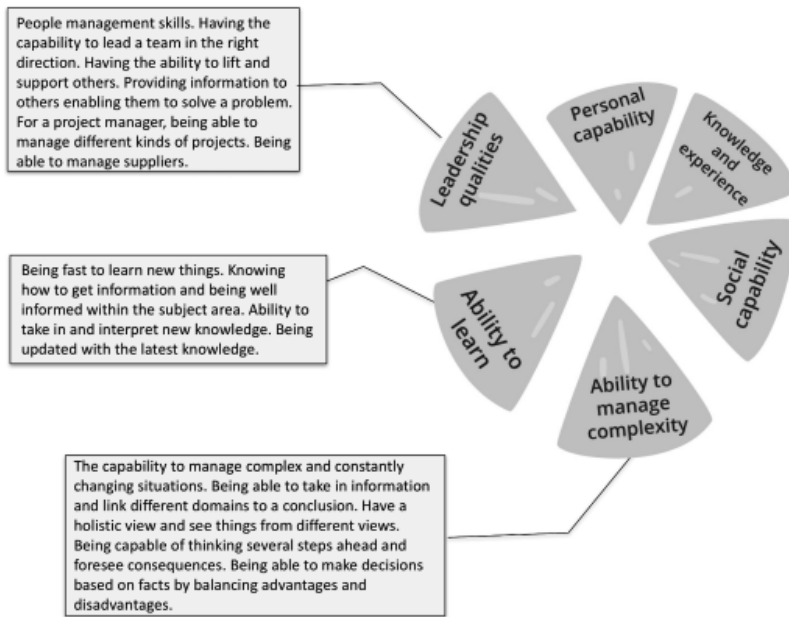 People management skills. Having the
capability to lead a team in the right
direction. Having the ability to lift and
support others. Providing information to
others enabling them to solve a problem.
For a project manager, being able to
manage different kinds of projects. Being
able to manage suppliers.
Leadership
qualities
Personal
capability
Knowledge
and
experience
Social
capability
Being fast to learn new things. Knowing
how to get information and being well
informed within the subject area. Ability to
take in and interpret new knowledge. Being
updated with the latest knowledge.
Ability to
learn
Ability to
manage
complexity
The capability to manage complex and constantly
changing situations. Being able to take in information
and link different domains to a conclusion. Have a
holistic view and see things from different views.
Being capable of thinking several steps ahead and
foresee consequences. Being able to make decisions
based on facts by balancing advantages and
disadvantages.